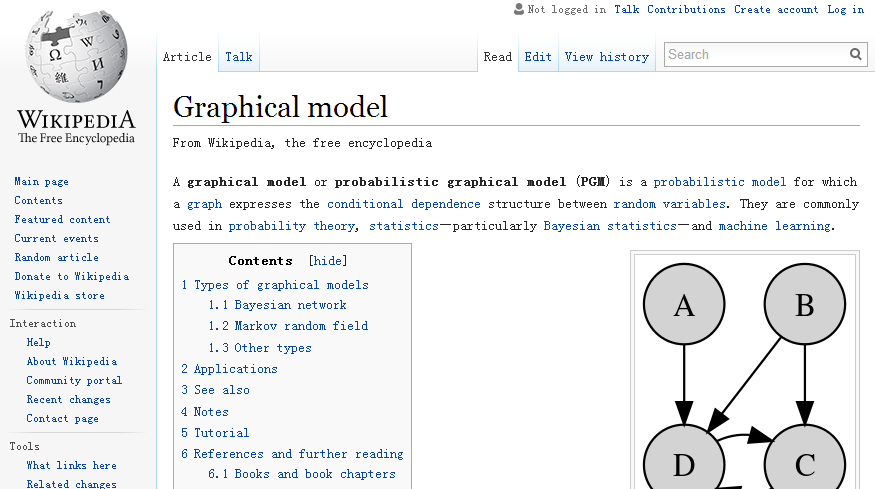 Not logged in Talk Contributions Create account Log in
WIKIPEDIA
The Free Encyclopedia
Article Talk Read Edit View history Search
Graphical model
From Wikipedia, the free encyclopedia
A graphical model or probabilistic graphical model (PGM) is a probabilistic model for which
a graph expresses the conditional dependence structure between random variables. They are commonly
used in probability theory, statistics—particularly Bayesian statistics—and machine learning.
Main page
Contents
Featured content
Current events
Random article
Donate to Wikipedia
Wikipedia store
Interaction
Help
About Wikipedia
Community portal
Recent changes
Contact page
Tools
What links here
Related changes
Contents [hide]
1 Types of graphical models
1.1 Bayesian network
1.2 Markov random field
1.3 Other types
2 Applications
3 See also
4 Notes
5 Tutorial
6 References and further reading
6.1 Books and book chapters
A B
D C